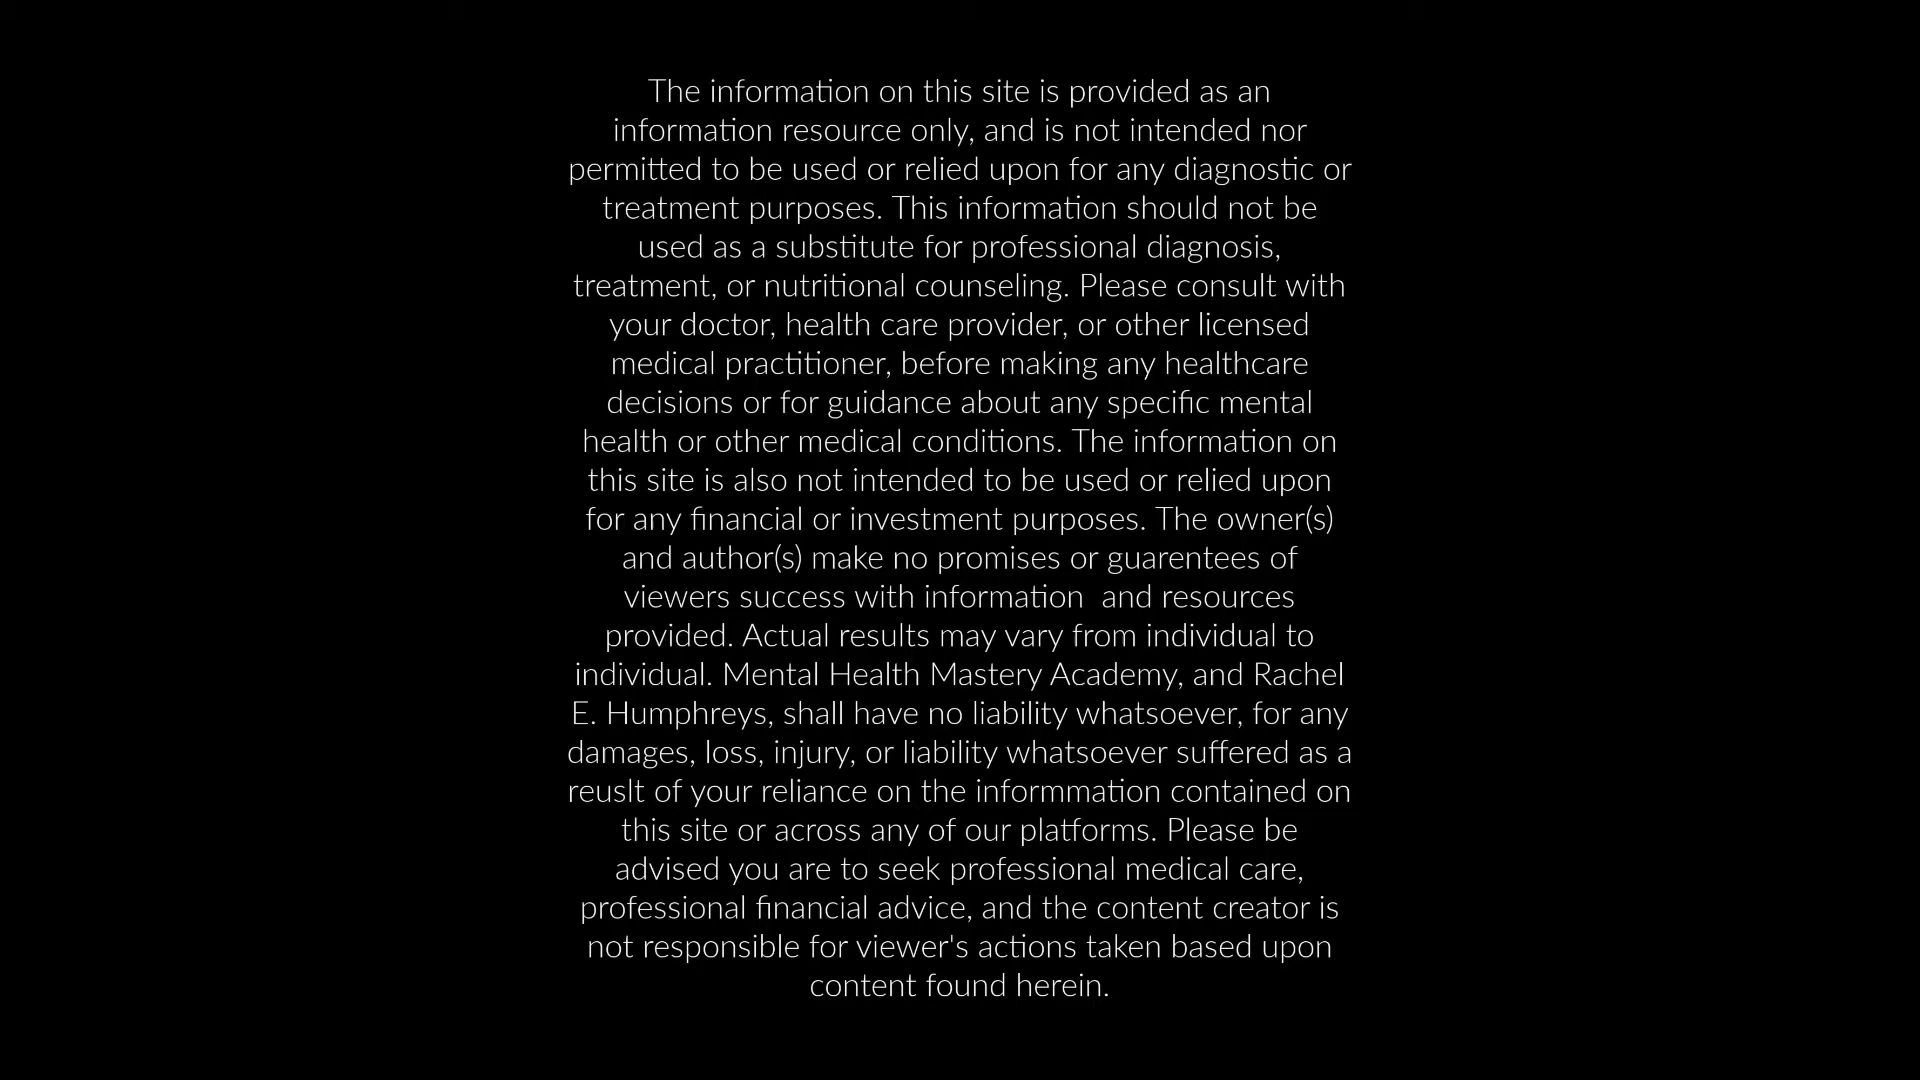 The information on this site is provided as an
information resource only, and is not intended nor
permitted to be used or relied upon for any diagnostic or
treatment purposes. This information should not be
used as a substitute for professional diagnosis,
treatment, or nutritional counseling. Please consult with
your doctor, health care provider, or other licensed
medical practitioner, before making any healthcare
decisions or for guidance about any specific mental
health or other medical conditions. The information on
this site is also not intended to be used or relied upon
for any financial or investment purposes. The owner(s)
and author(s) make no promises or guarentees of
viewers success with information  and resources
provided. Actual results may vary from individual to
individual. Mental Health Mastery Academy, and Rachel
E. Humphreys, shall have no liability whatsoever, for any
damages, loss, injury, or liability whatsoever suffered as a
reuslt of your reliance on the informmation contained on
this site or across any of our platforms. Please be
advised you are to seek professional medical care,
professional financial advice, and the content creator is
not responsible for viewer's actions taken based upon
content found herein.